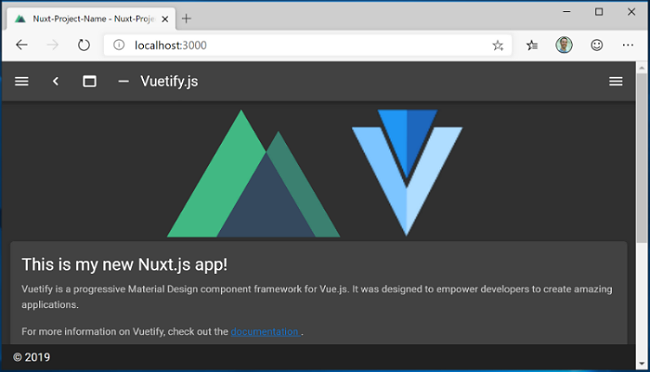 Nuxt-Project-Name - Nuxt-Proje
localhost:3000
Vuetify.js
This is my new Nuxt.js app!
Vuetify is a progressive Material Design component framework for Vue.js. It was designed to empower developers to create amazing
applications.
For more information on Vuetify, check out the documentation .
© 2019